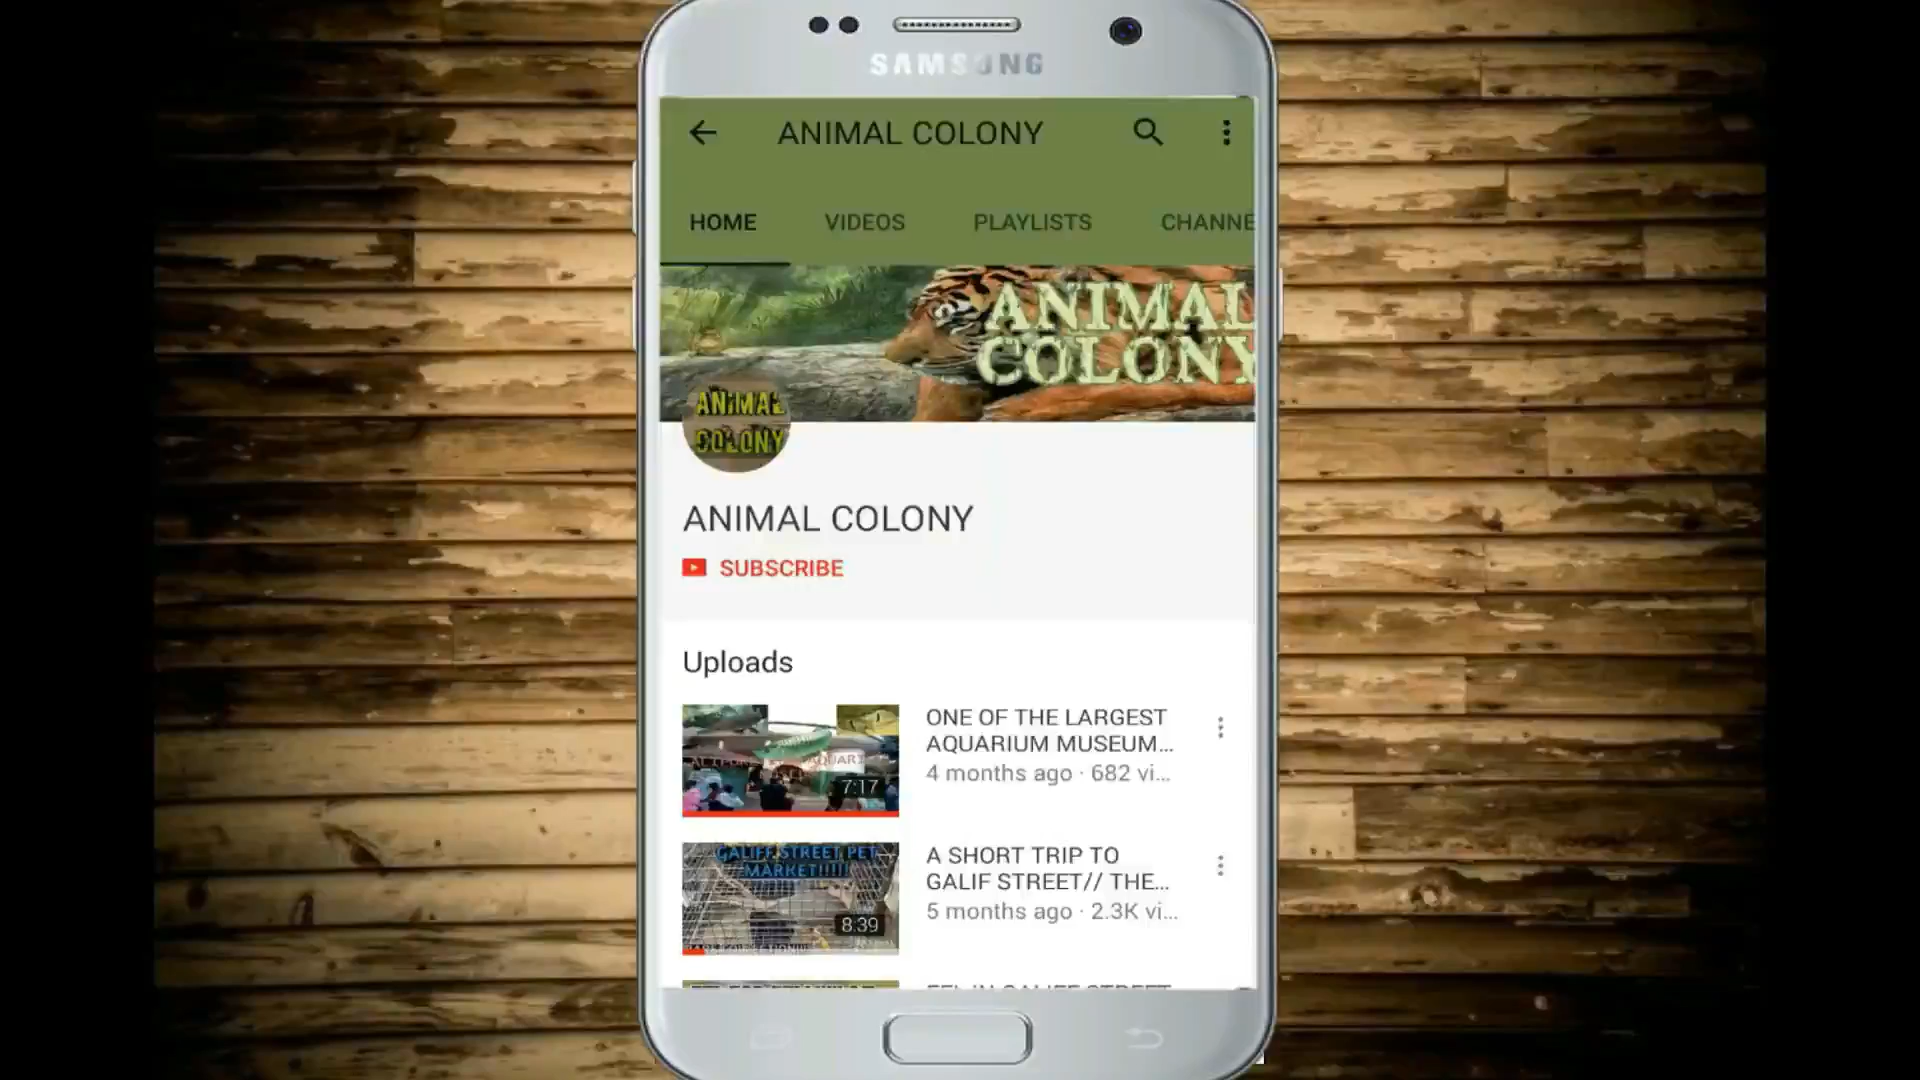 SAMSUNG
ANIMAL COLONY
HOME VIDEOS PLAYLISTS CHANNE
ANIMAL
COLONY
ANIMAL
COLONY
ANIMAL COLONY
SUBSCRIBE
Uploads
7:17
ONE OF THE LARGEST
AQUARIUM MUSEUM...
4 months ago · 682 vi...
GALIFF STREET PET
MARKET!!!!!
8:39
A SHORT TRIP TO
GALIF STREET// THE...
5 months ago · 2.3K vi...